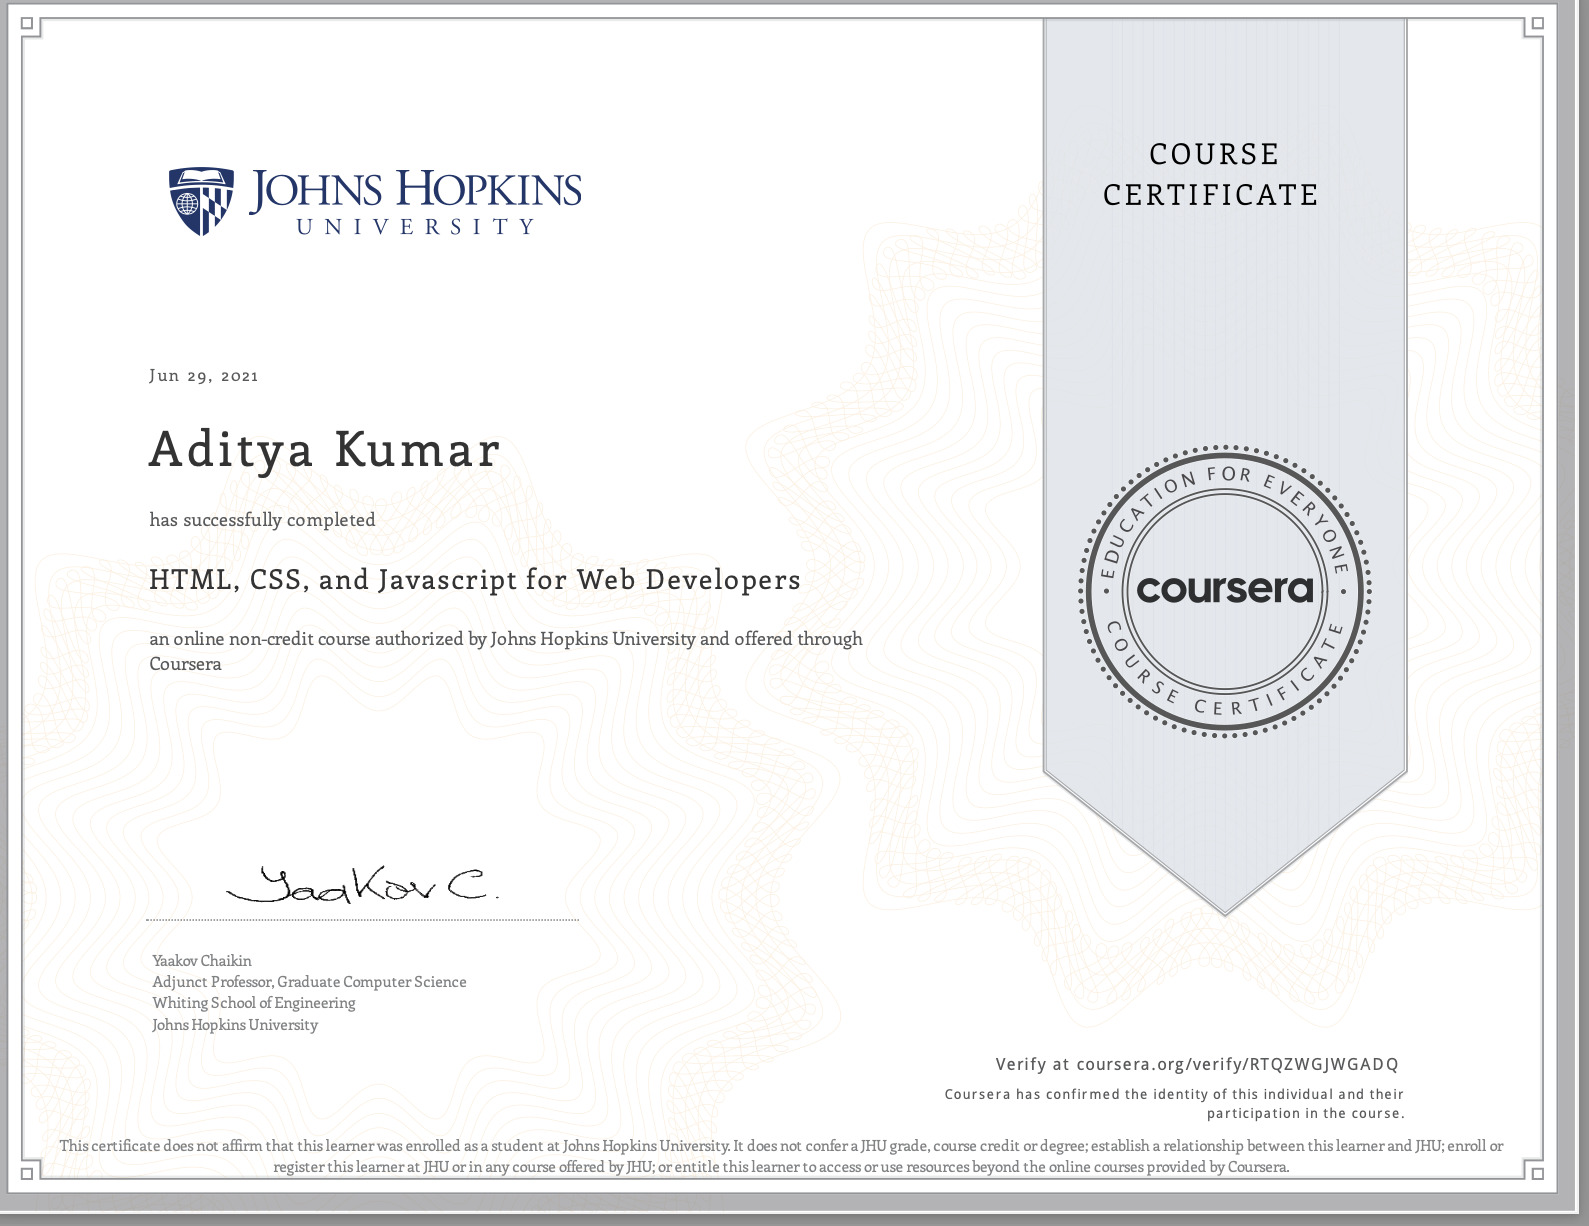 JOHNS HOPKINS
UNIVERSITY
COURSE
CERTIFICATE
Jun 29, 2021
Aditya Kumar
has successfully completed
HTML, CSS, and Javascript for Web Developers
an online non-credit course authorized by Johns Hopkins University and offered through
Coursera
EDUCATION FOR EVERYONE
coursera
COURSE CERTIFICATE
Yaakov C.
Yaakov Chaikin
Adjunct Professor, Graduate Computer Science
Whiting School of Engineering
Johns Hopkins University
Verify at coursera.org/verify/RTQZWGJWGADQ
Coursera has confirmed the identity of this individual and their
participation in the course.
This certificate does not affirm that this learner was enrolled as a student at Johns Hopkins University. It does not confer a JHU grade, course credit or degree; establish a relationship between this learner and JHU; enroll or
register this learner at JHU or in any course offered by JHU; or entitle this learner to access or use resources beyond the online courses provided by Coursera.